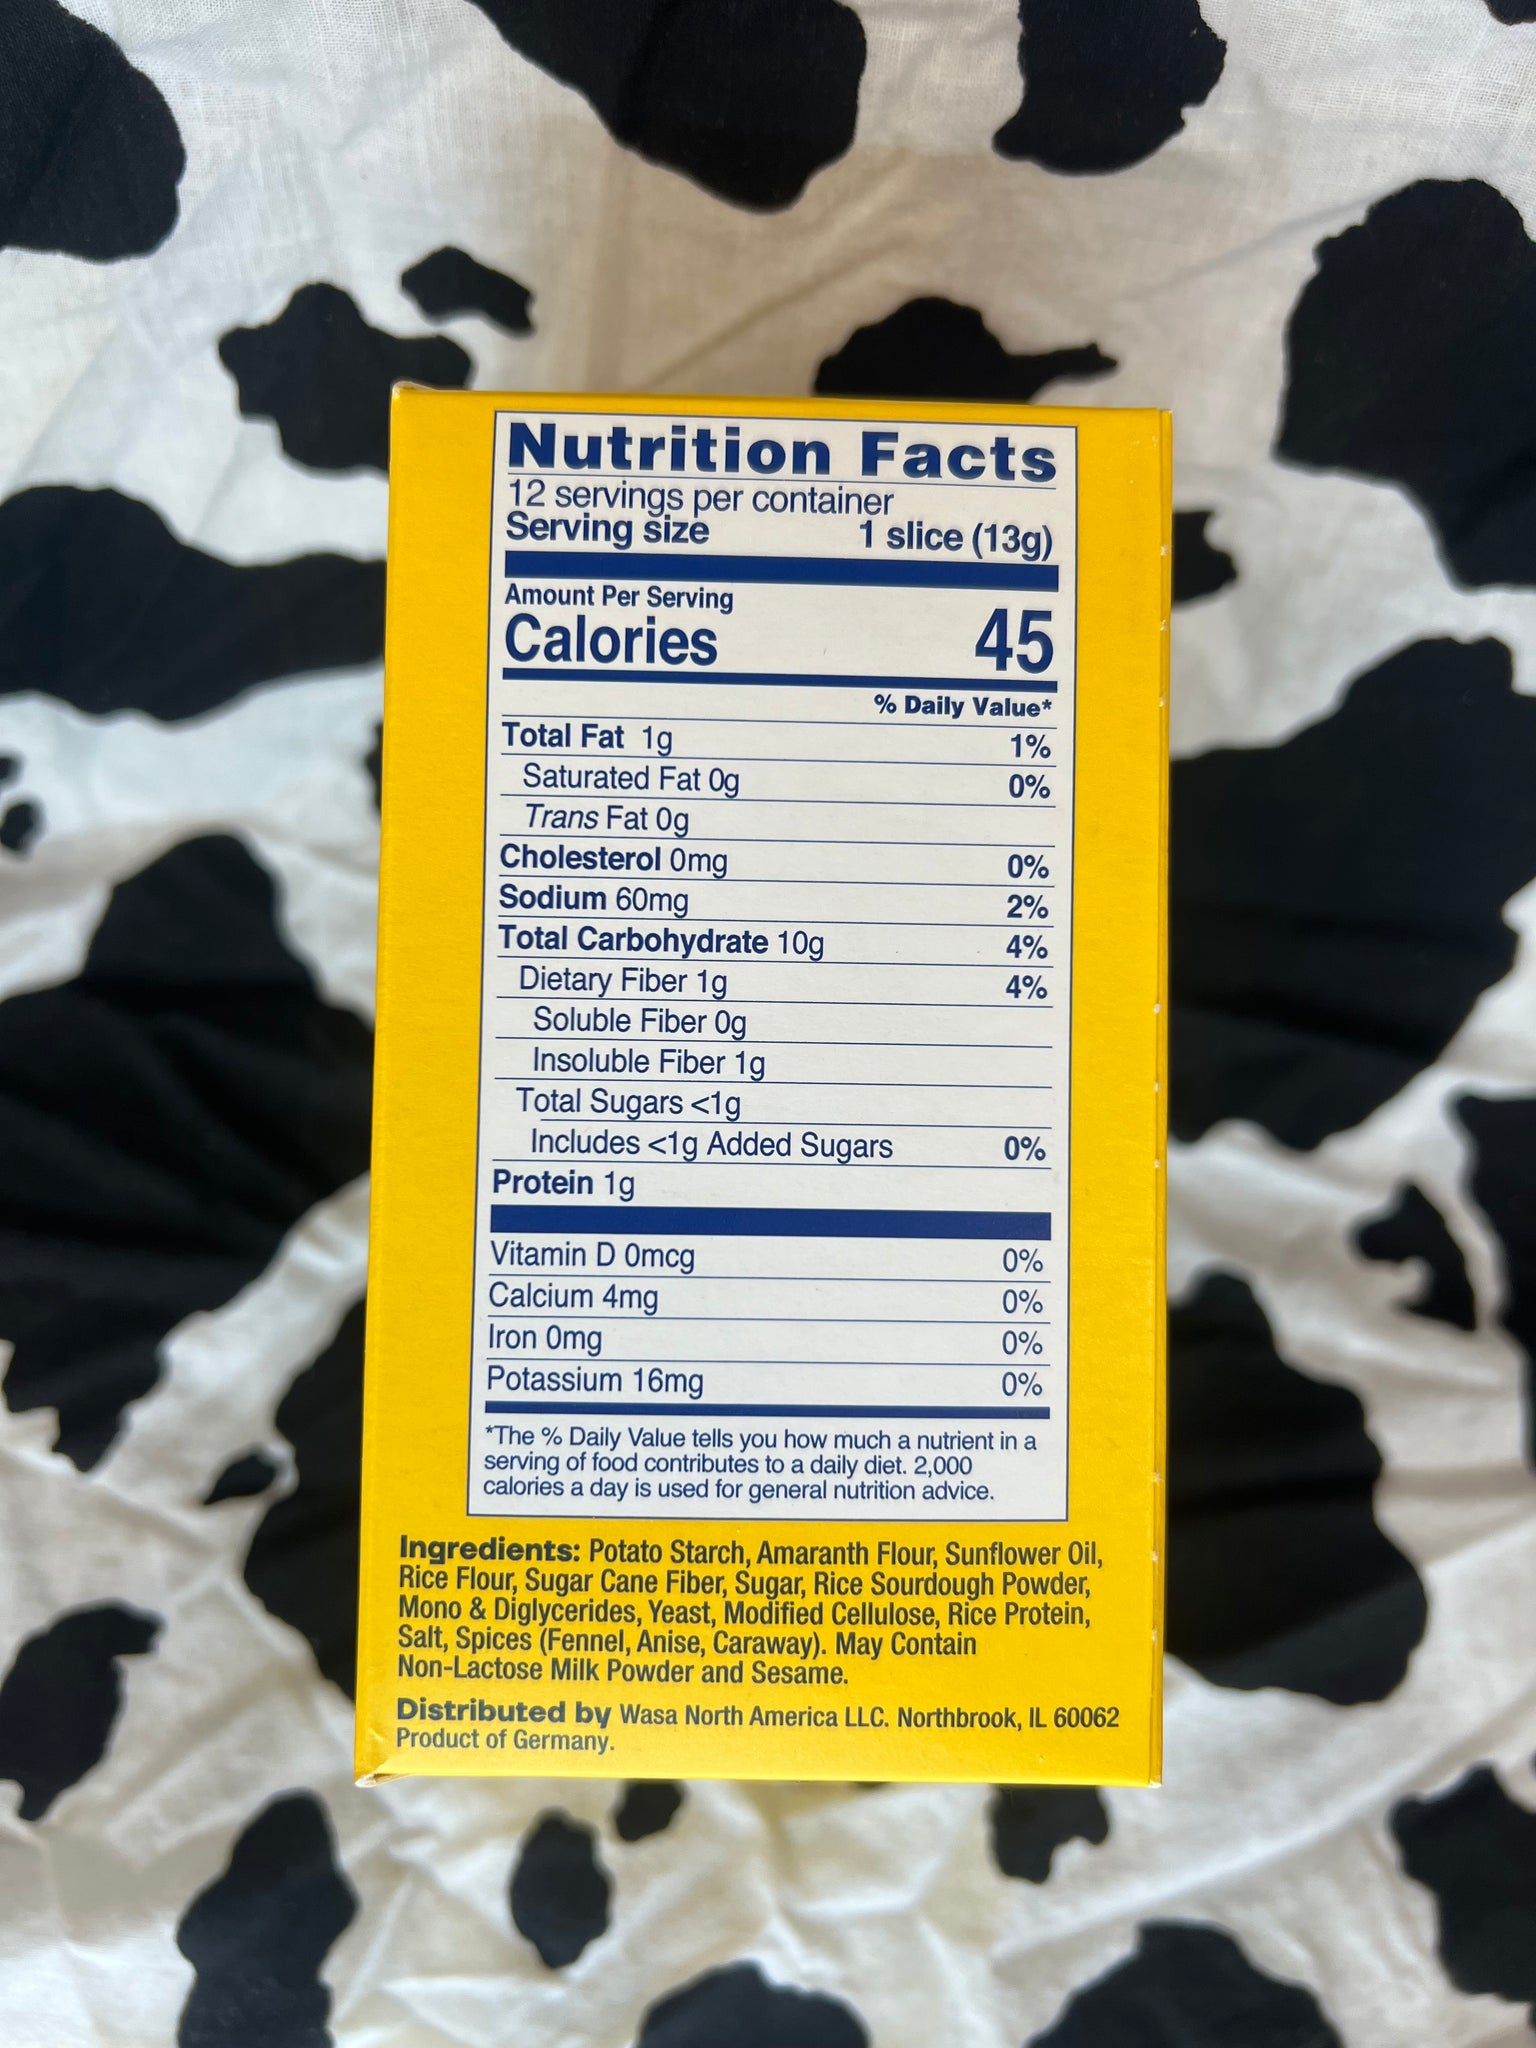 Nutrition Facts
12 servings per container
Serving size 1 slice (13g)
Amount Per Serving
Calories 45
% Daily Value*
Total Fat 1g 1%
Saturated Fat 0g 0%
Trans Fat 0g
Cholesterol 0mg 0%
Sodium 60mg 2%
Total Carbohydrate 10g 4%
Dietary Fiber 1g 4%
Soluble Fiber 0g
Insoluble Fiber 1g
Total Sugars <1g
Includes <1g Added Sugars 0%
Protein 1g
Vitamin D 0mcg 0%
Calcium 4mg 0%
Iron 0mg 0%
Potassium 16mg 0%
*The % Daily Value tells you how much a nutrient in a
serving of food contributes to a daily diet. 2,000
calories a day is used for general nutrition advice.
Ingredients: Potato Starch, Amaranth Flour, Sunflower Oil,
Rice Flour, Sugar Cane Fiber, Sugar, Rice Sourdough Powder,
Mono & Diglycerides, Yeast, Modified Cellulose, Rice Protein,
Salt, Spices (Fennel, Anise, Caraway). May Contain
Non-Lactose Milk Powder and Sesame.
Distributed by Wasa North America LLC. Northbrook, IL 60062
Product of Germany.